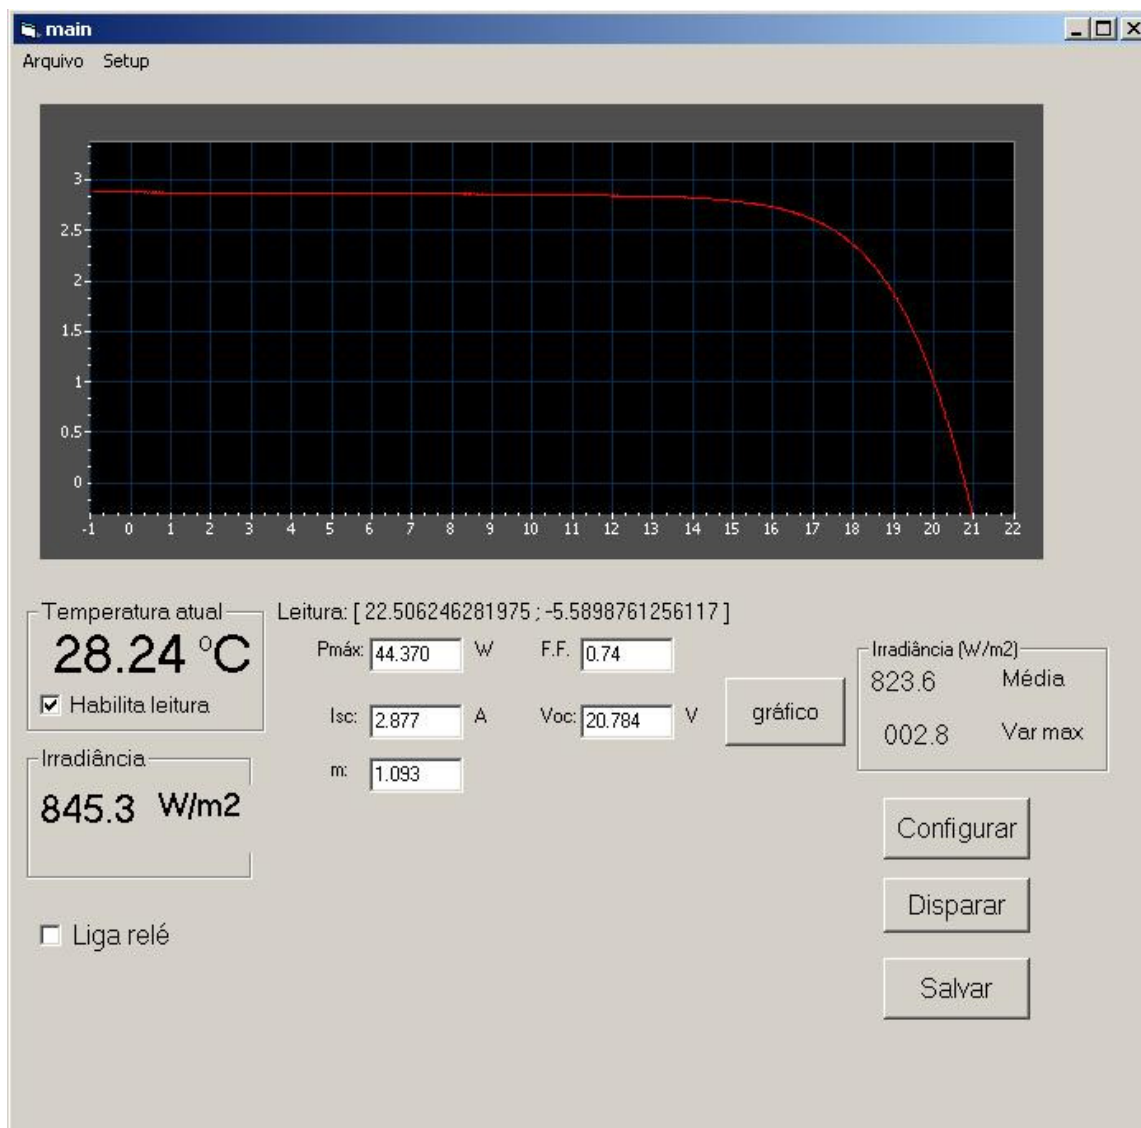 main
Arquivo Setup
3
2.5
2
1.5
1
0.5
0
-1 0 1 2 3 4 5 6 7 8 9 10 11 12 13 14 15 16 17 18 19 20 21 22
Temperatura atual
28.24 ºC
Habilita leitura
Leitura: [ 22.506246281975 ; -5.5898761256117 ]
Pmáx: 44.370 W F.F. 0.74
Isc: 2.877 A Voc: 20.784 V
m: 1.093
gráfico
Irradiância (W/m2)
823.6 Média
002.8 Var max
Irradiância
845.3 W/m2
Configurar
Disparar
Liga relé
Salvar